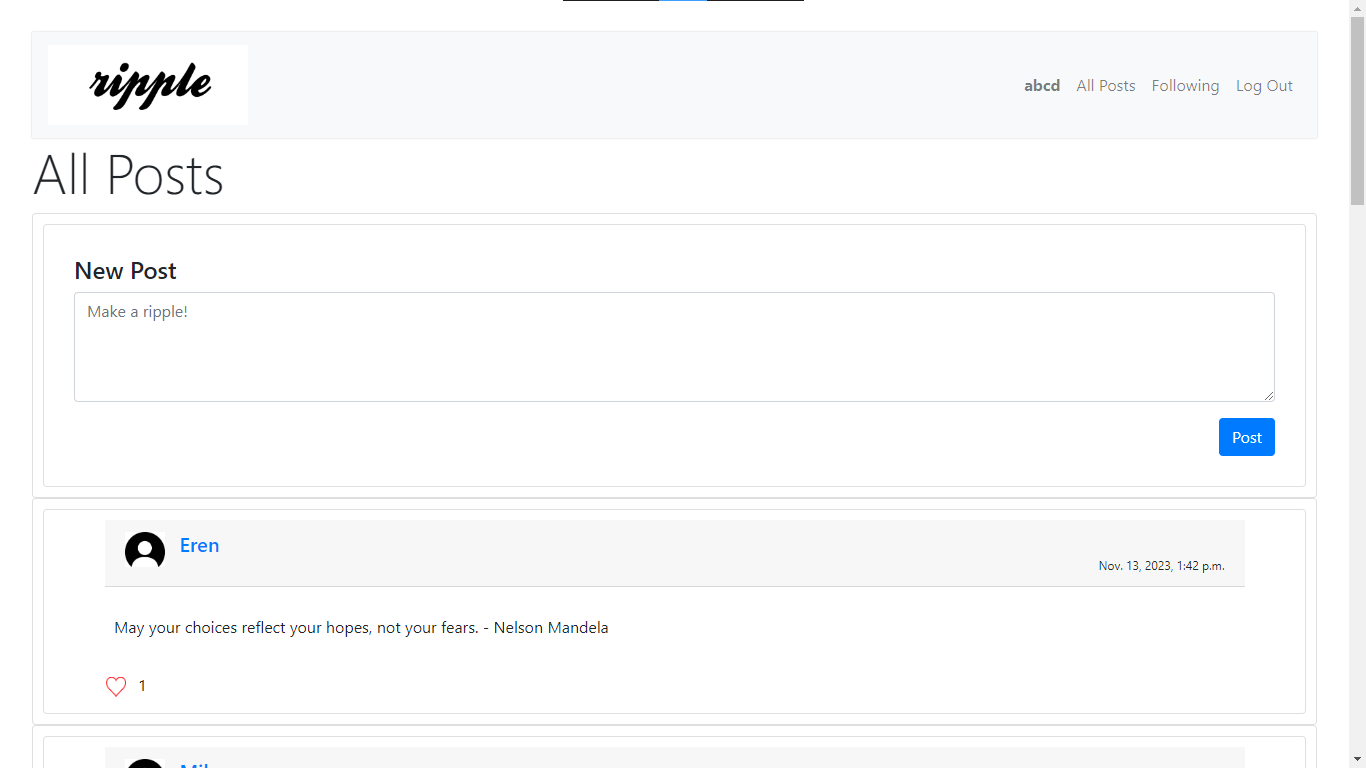 ripple
abcd All Posts Following Log Out
All Posts
New Post
Make a ripple!
Post
Eren
Nov. 13, 2023, 1:42 p.m.
May your choices reflect your hopes, not your fears. - Nelson Mandela
1